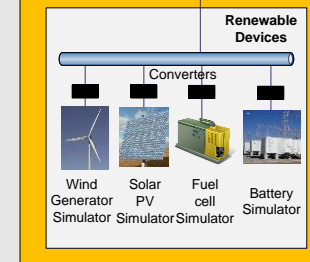 Renewable
Devices
Converters
Wind
Generator
Simulator
Solar
PV
Simulator
Fuel
cell
Simulator
Battery
Simulator